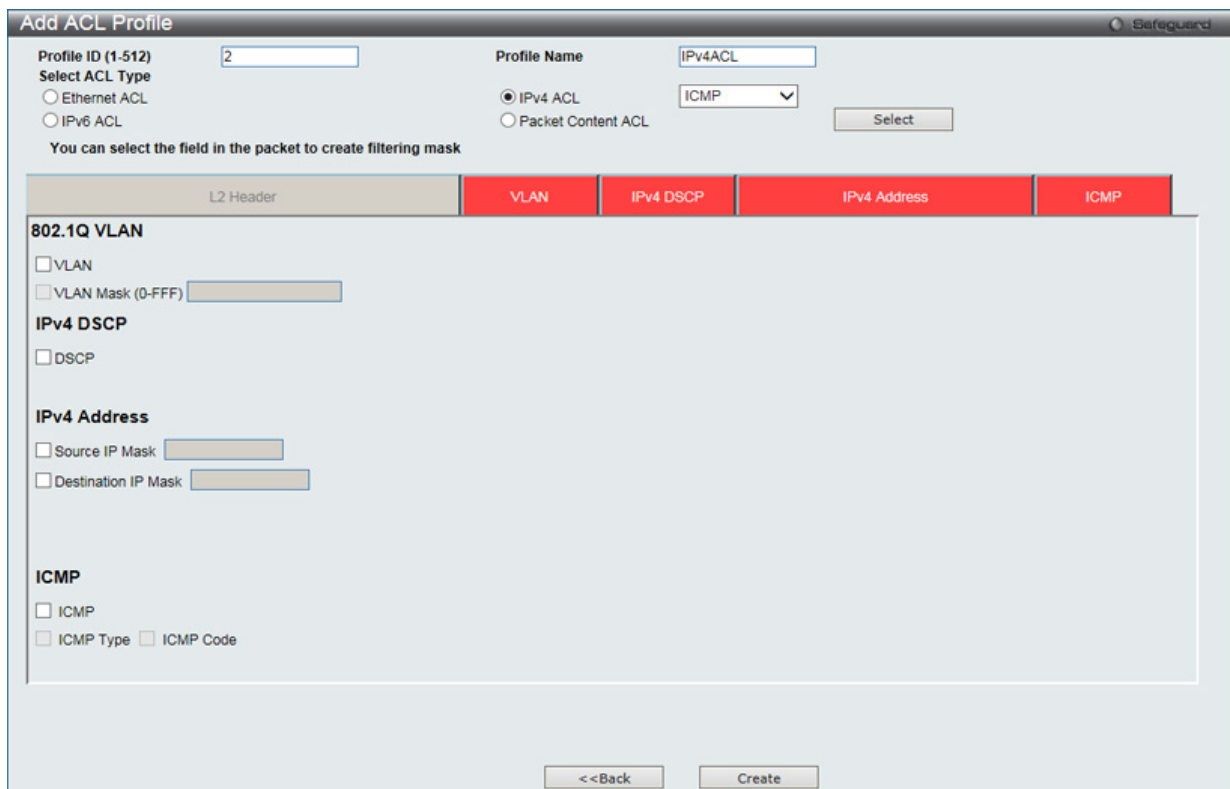 Add ACL Profile
Safeguard
Profile ID (1-512) 2 Profile Name IPv4ACL
Select ACL Type
Ethernet ACL IPv4 ACL ICMP
IPv6 ACL Packet Content ACL Select
You can select the field in the packet to create filtering mask
L2 Header VLAN IPv4 DSCP IPv4 Address ICMP
802.1Q VLAN
VLAN
VLAN Mask (0-FFF)
IPv4 DSCP
DSCP
IPv4 Address
Source IP Mask
Destination IP Mask
ICMP
ICMP
ICMP Type ICMP Code
<<Back Create